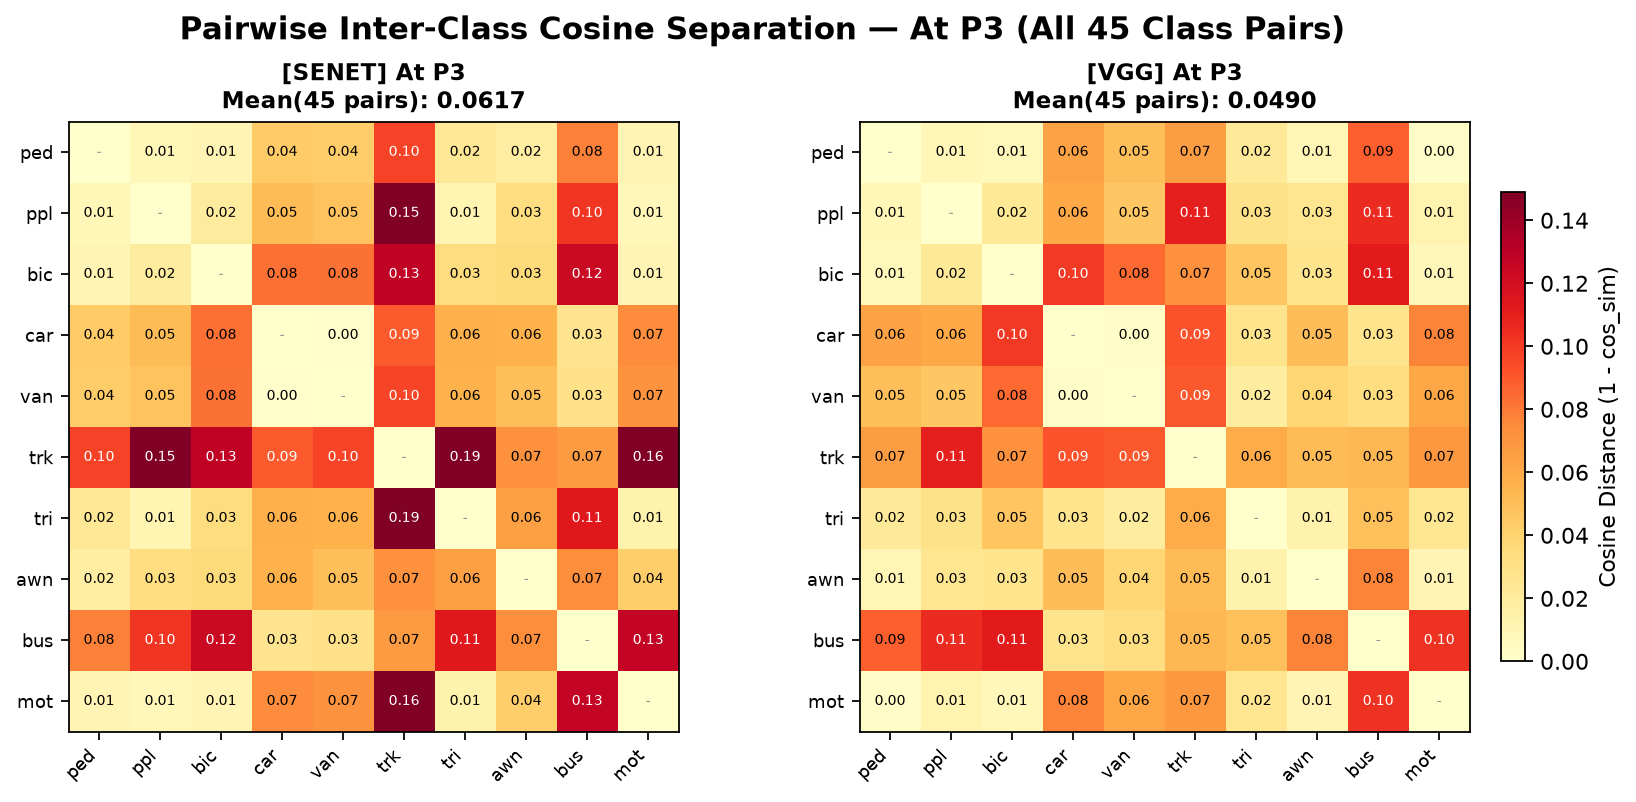 Pairwise Inter-Class Cosine Separation — At P3 (All 45 Class Pairs)
[SENET] At P3
Mean(45 pairs): 0.0617
ped - 0.01 0.01 0.04 0.04 0.10 0.02 0.02 0.08 0.01
ppl 0.01 - 0.02 0.05 0.05 0.15 0.01 0.03 0.10 0.01
bic 0.01 0.02 - 0.08 0.08 0.13 0.03 0.03 0.12 0.01
car 0.04 0.05 0.08 - 0.00 0.09 0.06 0.06 0.03 0.07
van 0.04 0.05 0.08 0.00 - 0.10 0.06 0.05 0.03 0.07
trk 0.10 0.15 0.13 0.09 0.10 - 0.19 0.07 0.07 0.16
tri 0.02 0.01 0.03 0.06 0.06 0.19 - 0.06 0.11 0.01
awn 0.02 0.03 0.03 0.06 0.05 0.07 0.06 - 0.07 0.04
bus 0.08 0.10 0.12 0.03 0.03 0.07 0.11 0.07 - 0.13
mot 0.01 0.01 0.01 0.07 0.07 0.16 0.01 0.04 0.13 -
ped ppl bic car van trk tri awn bus mot
[VGG] At P3
Mean(45 pairs): 0.0490
ped - 0.01 0.01 0.06 0.05 0.07 0.02 0.01 0.09 0.00
ppl 0.01 - 0.02 0.06 0.05 0.11 0.03 0.03 0.11 0.01
bic 0.01 0.02 - 0.10 0.08 0.07 0.05 0.03 0.11 0.01
car 0.06 0.06 0.10 - 0.00 0.09 0.03 0.05 0.03 0.08
van 0.05 0.05 0.08 0.00 - 0.09 0.02 0.04 0.03 0.06
trk 0.07 0.11 0.07 0.09 0.09 - 0.06 0.05 0.05 0.07
tri 0.02 0.03 0.05 0.03 0.02 0.06 - 0.01 0.05 0.02
awn 0.01 0.03 0.03 0.05 0.04 0.05 0.01 - 0.08 0.01
bus 0.09 0.11 0.11 0.03 0.03 0.05 0.05 0.08 - 0.10
mot 0.00 0.01 0.01 0.08 0.06 0.07 0.02 0.01 0.10 -
ped ppl bic car van trk tri awn bus mot
0.14
0.12
0.10
0.08
0.06
0.04
0.02
0.00
Cosine Distance (1 - cos_sim)